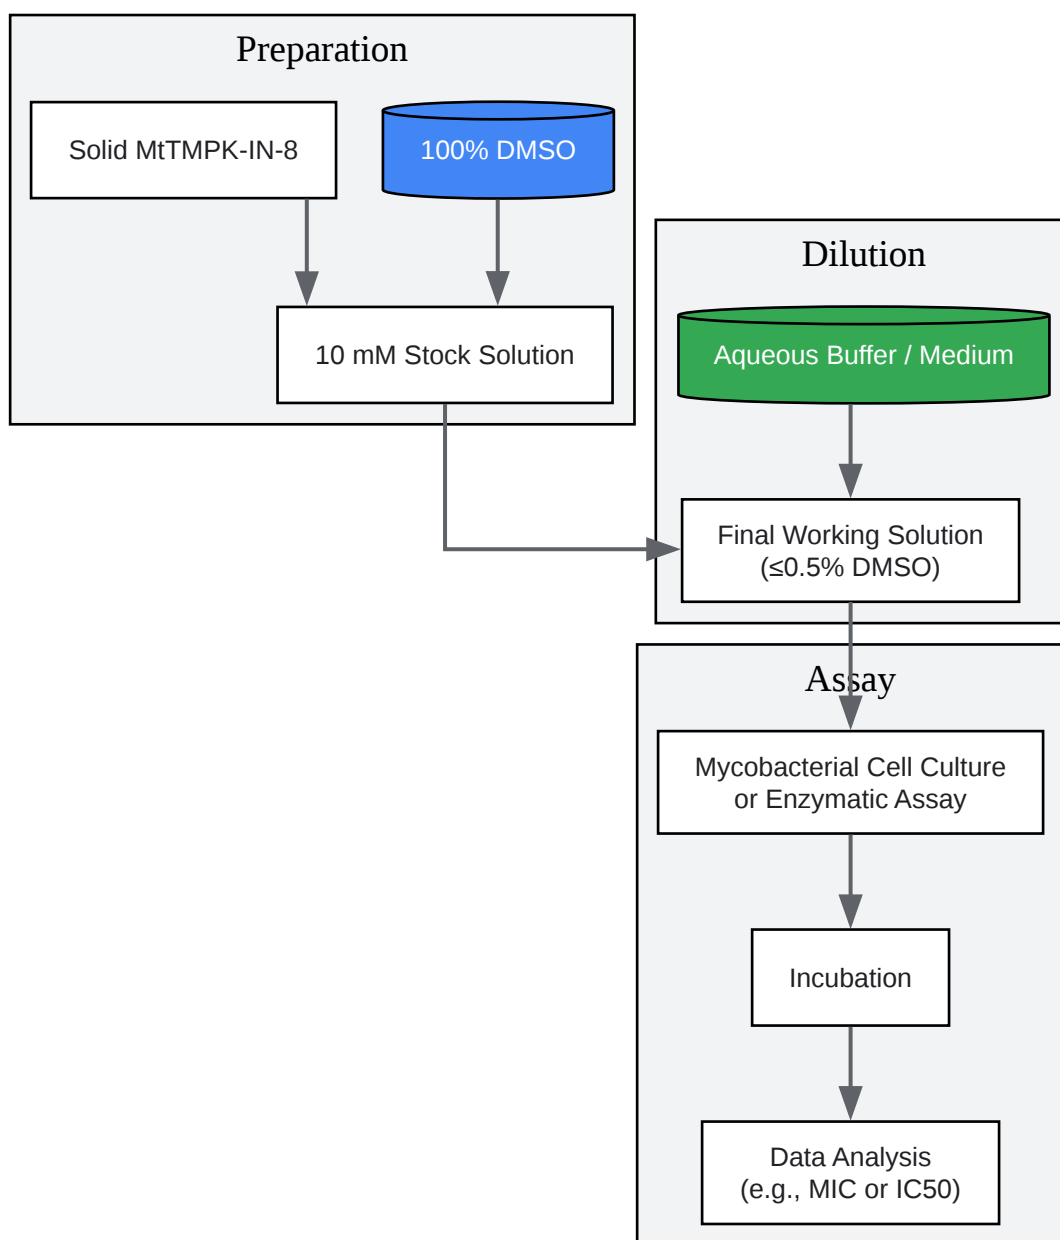 Preparation
Solid MtTMPK-IN-8
100% DMSO
10 mM Stock Solution
Dilution
Aqueous Buffer / Medium
Final Working Solution
(≤0.5% DMSO)
Assay
Mycobacterial Cell Culture
or Enzymatic Assay
Incubation
Data Analysis
(e.g., MIC or IC50)